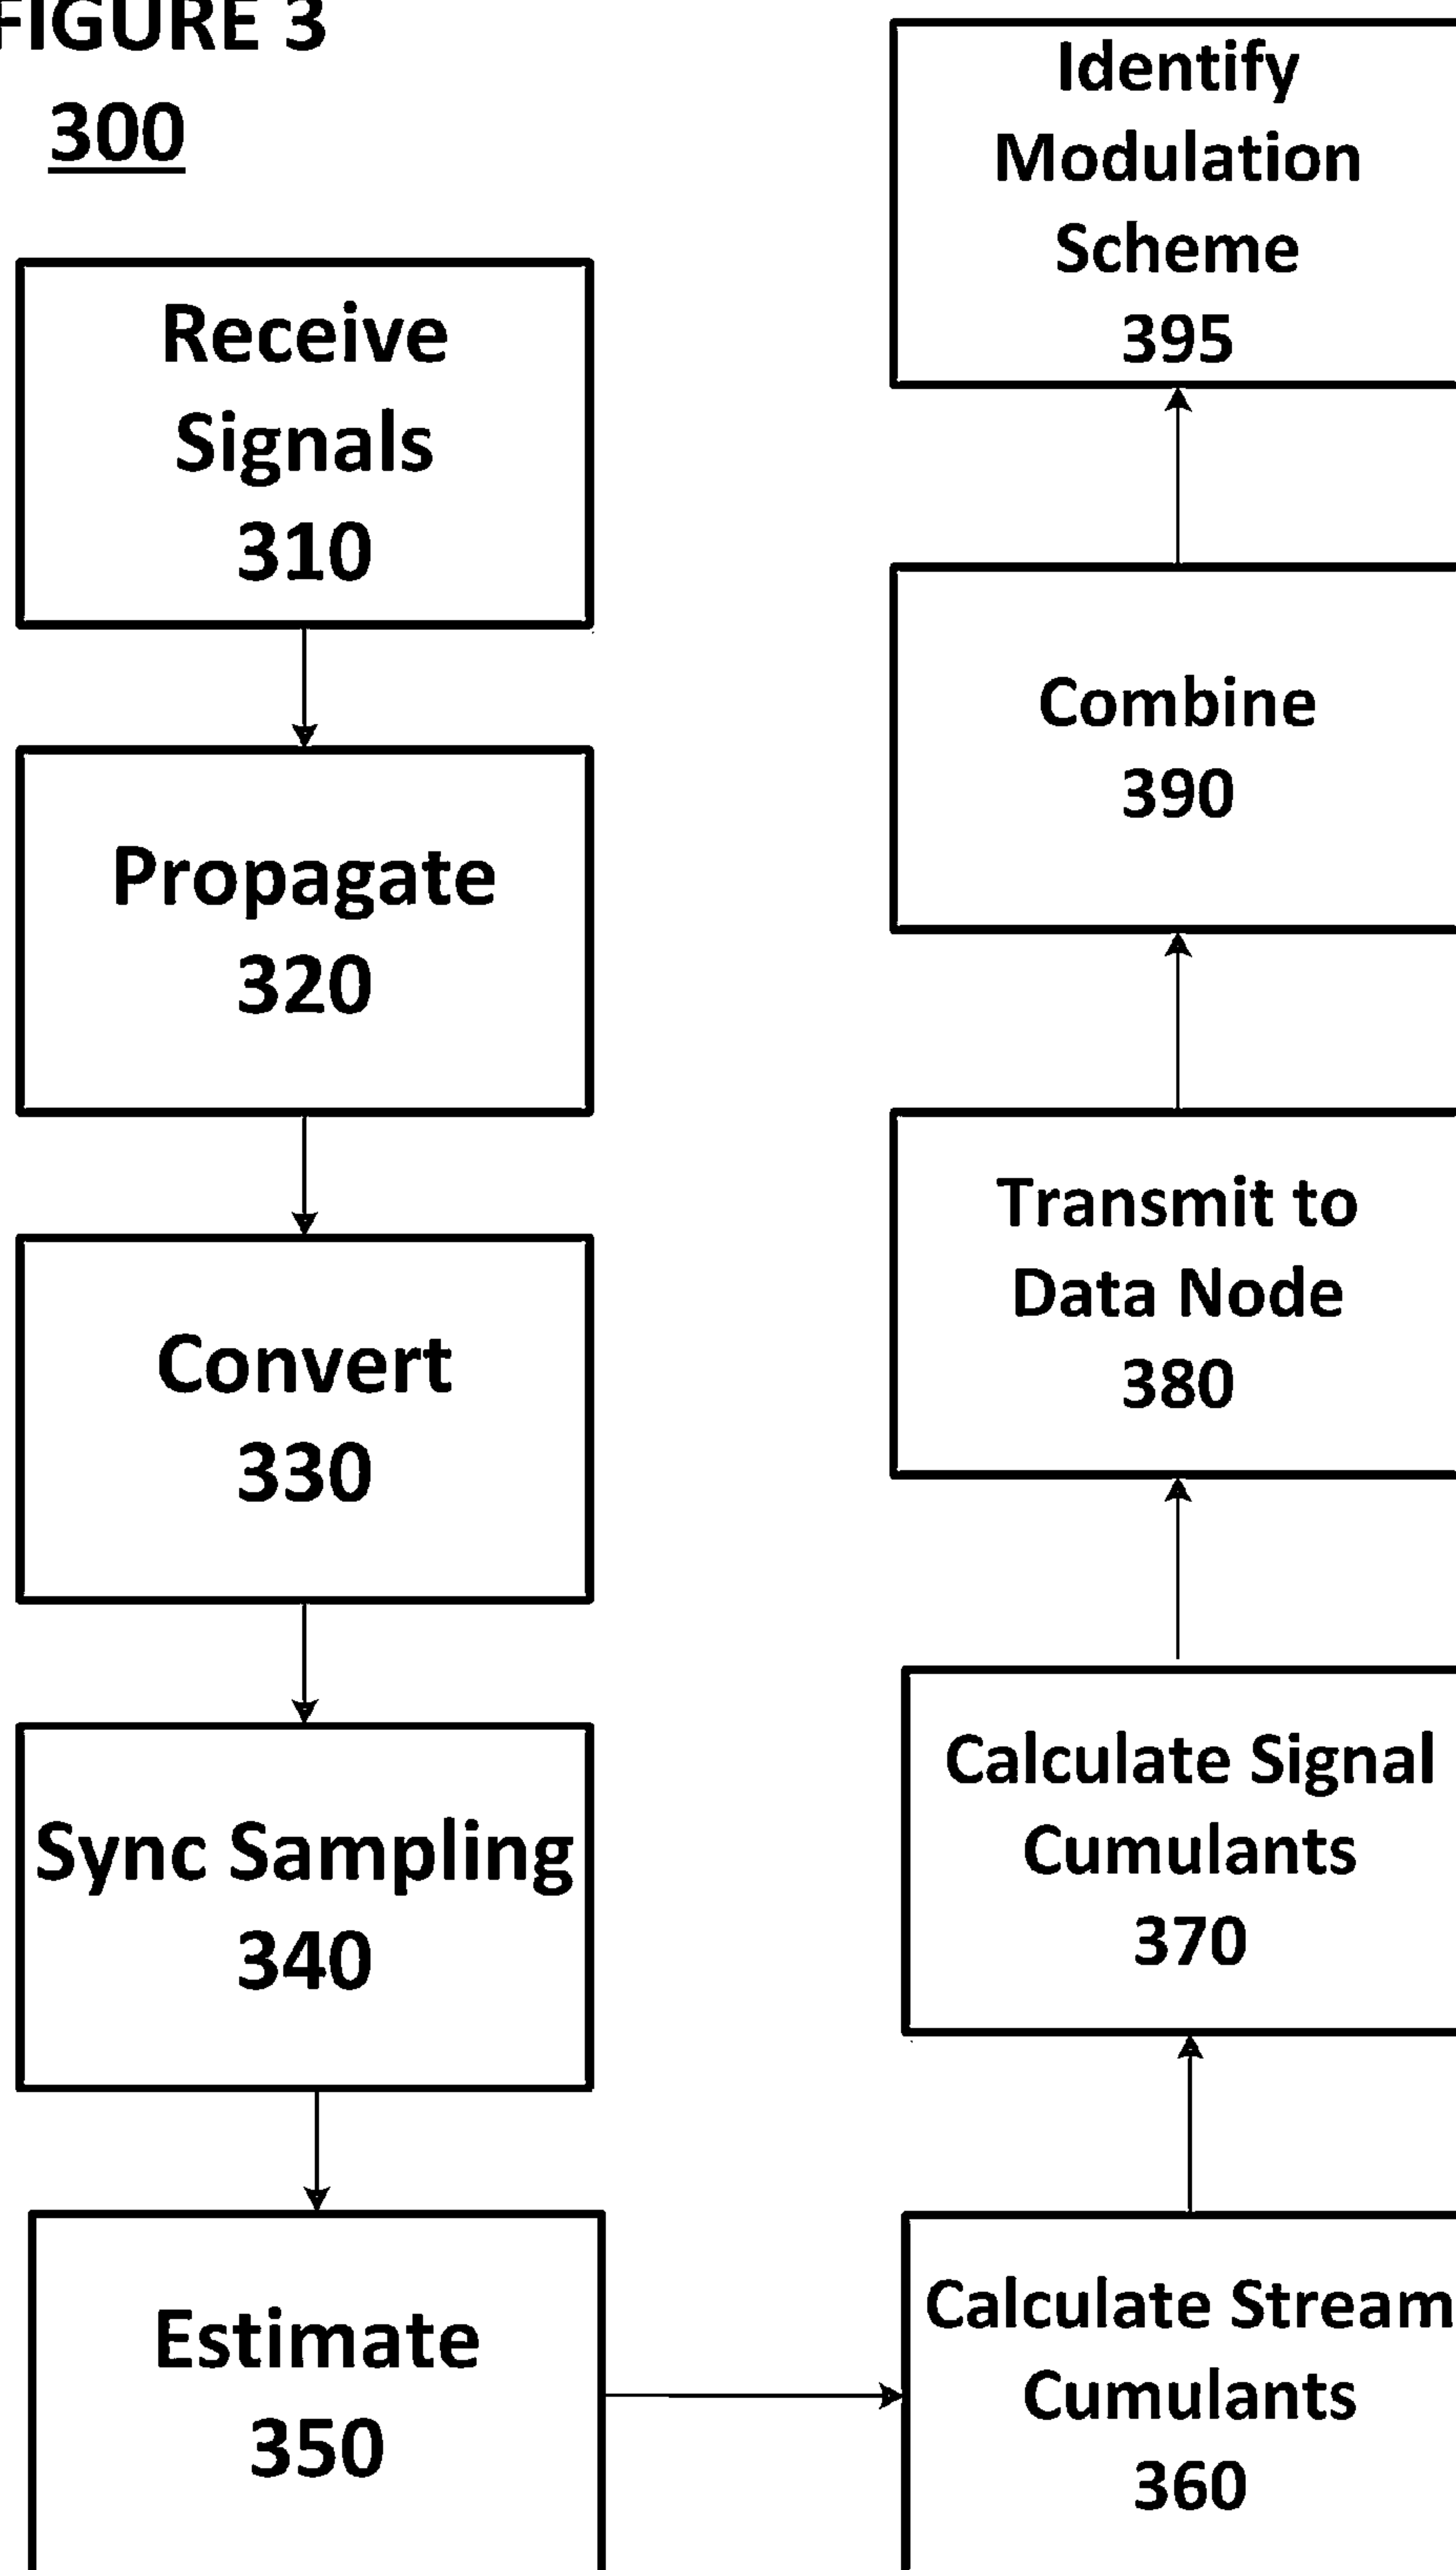 FIGURE 3
300
Receive
Signals
310
Propagate
320
Convert
330
Sync Sampling
340
Estimate
350
Identify
Modulation
Scheme
395
Combine
390
Transmit to
Data Node
380
Calculate Signal
Cumulants
370
Calculate Stream
Cumulants
360